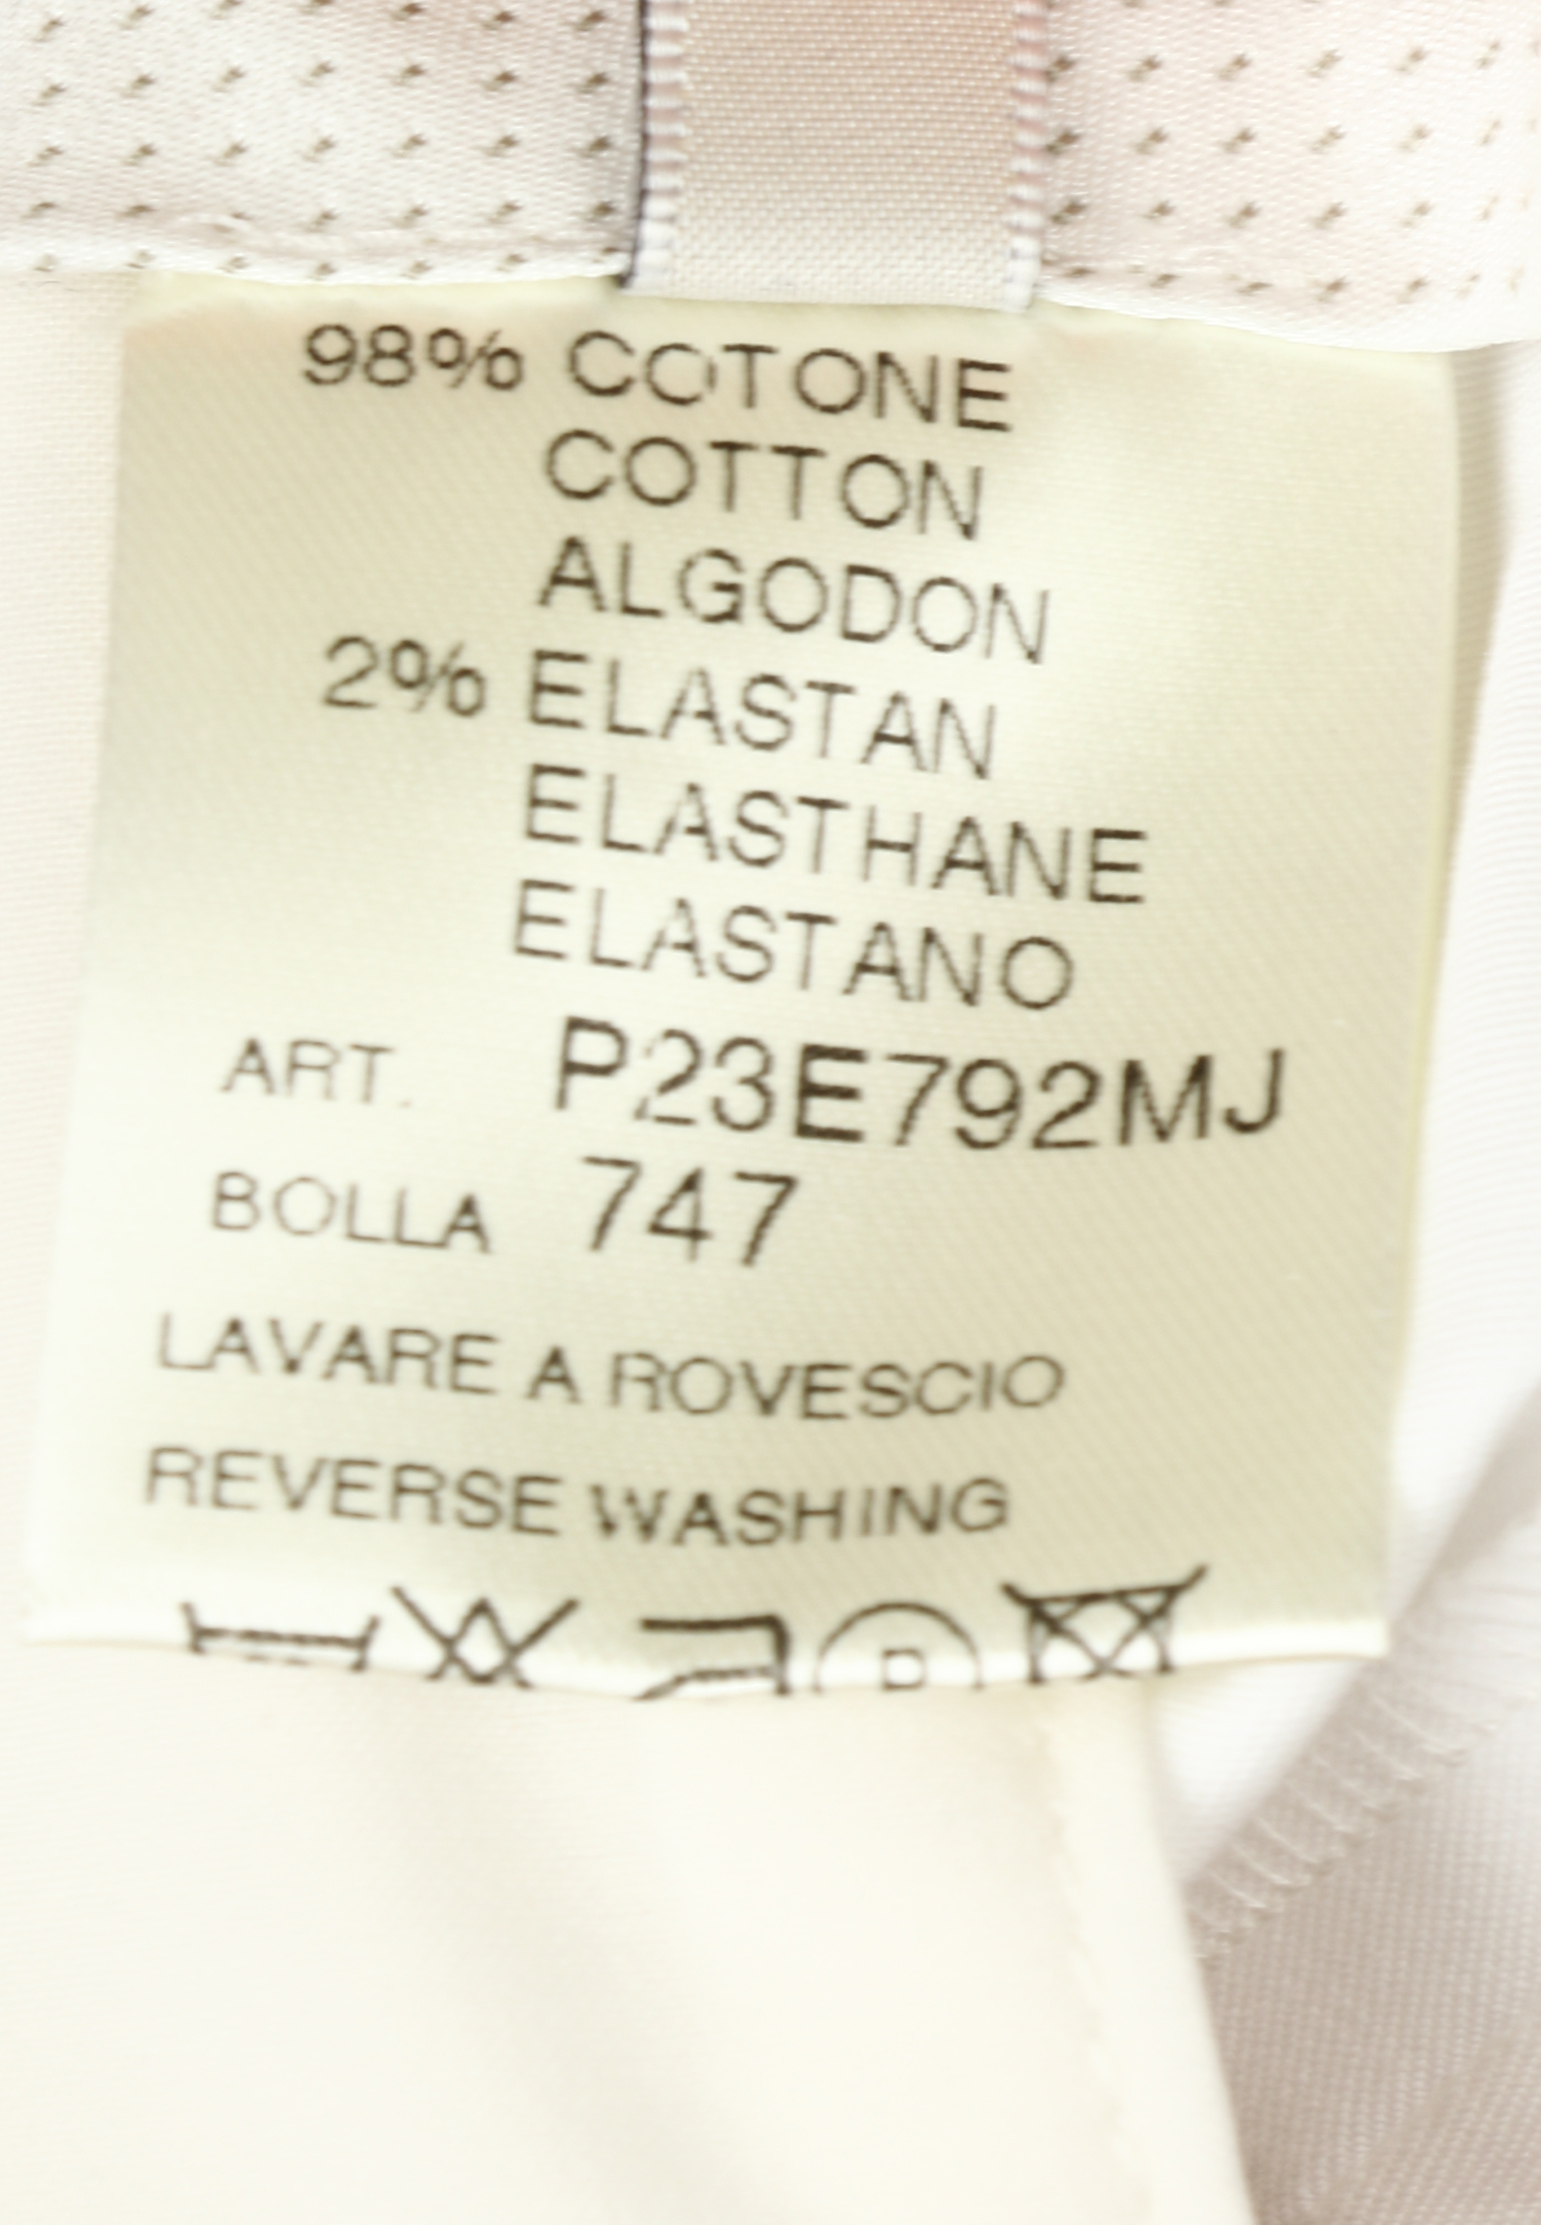 98% COTONE
COTTON
ALGODON
2% ELASTAN
ELASTHANE
ELASTANO
ART. P23E792MJ
BOLLA 747
LAVARE A ROVESCIO
REVERSE WASHING
P